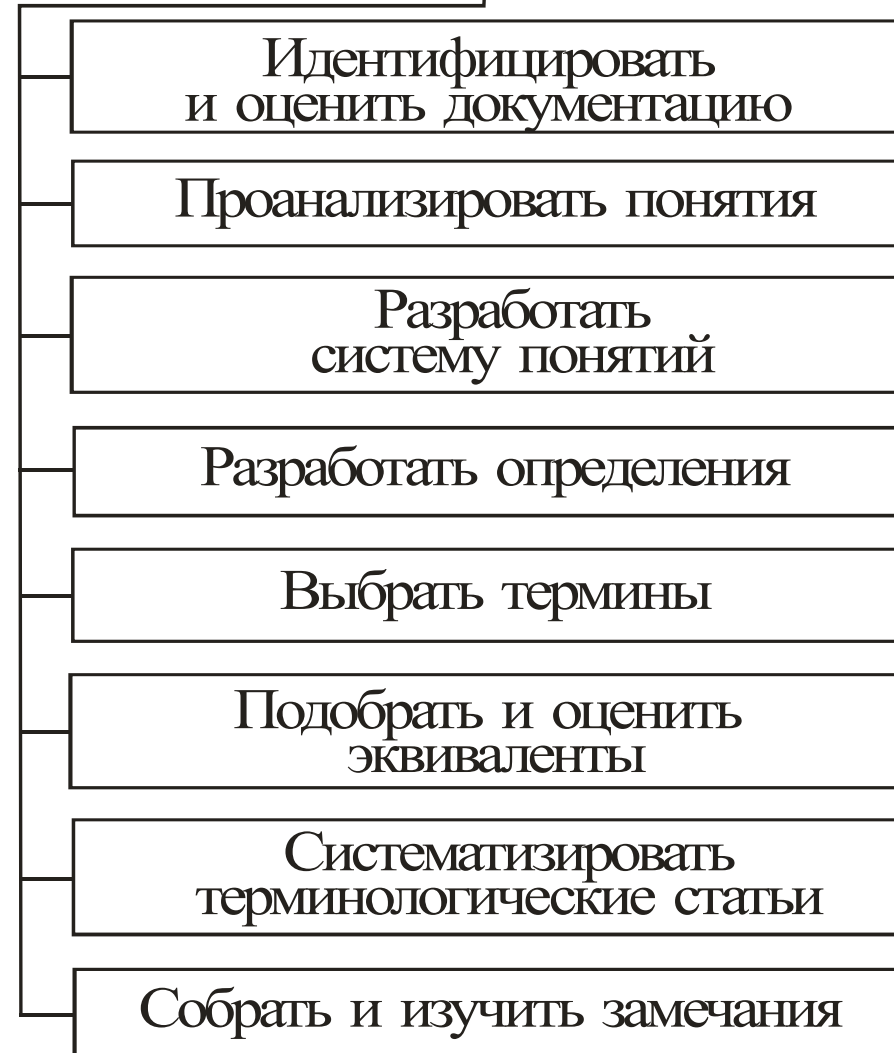 Идентифицировать
и оценить документацию
Проанализировать понятия
Разработать
систему понятий
Разработать определения
Выбрать термины
Подобрать и оценить
эквиваленты
Систематизировать
терминологические статьи
Собрать и изучить замечания